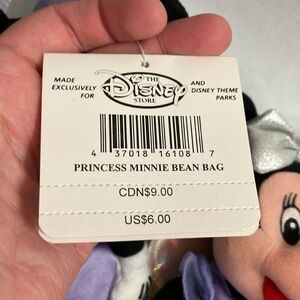 MADE EXCLUSIVELY FOR
THE
Disney
STORE
AND DISNEY THEME PARKS
4 37018 16108 7
PRINCESS MINNIE BEAN BAG
CDN$9.00
US$6.00